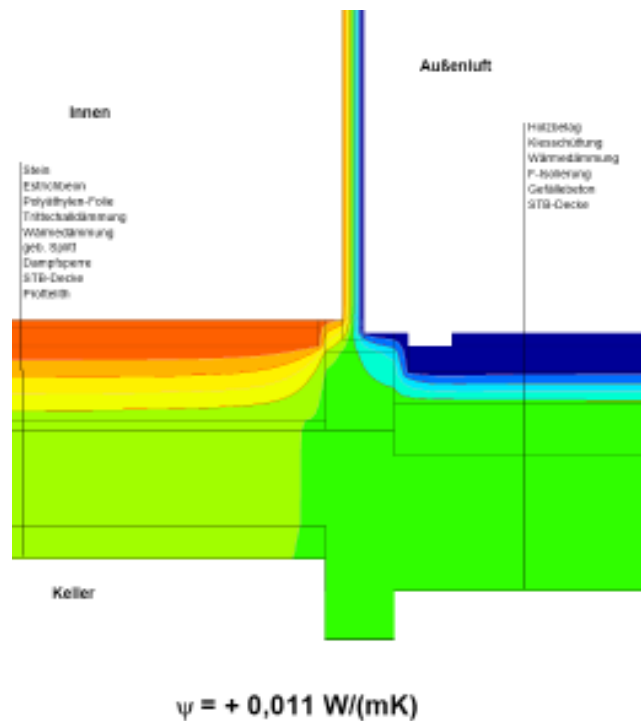 Außenluft
Innen
Holzbelag
Kiesschüttung
Wärmedämmung
F-Isolierung
Gefällebeton
STB-Decke
Stein
Estrichbeon
Polyäthylen-Folie
Trittschalldämmung
Wärmedämmung
geb. Splitt
Dampfsperre
STB-Decke
Keller
ψ = + 0,011 W/(mK)